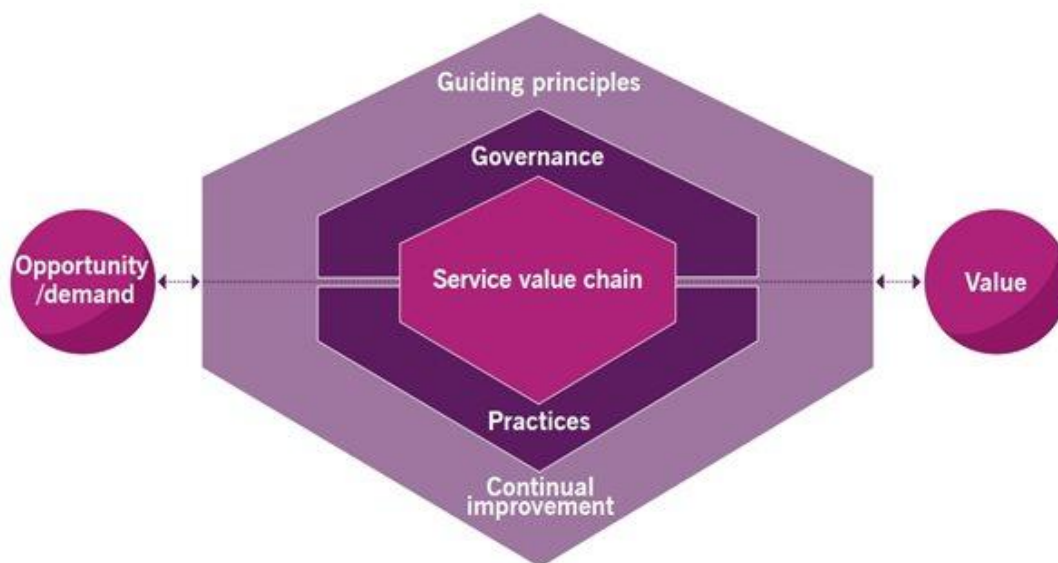 Guiding principles
Governance
Opportunity
/demand
Service value chain
Value
Practices
Continual
improvement